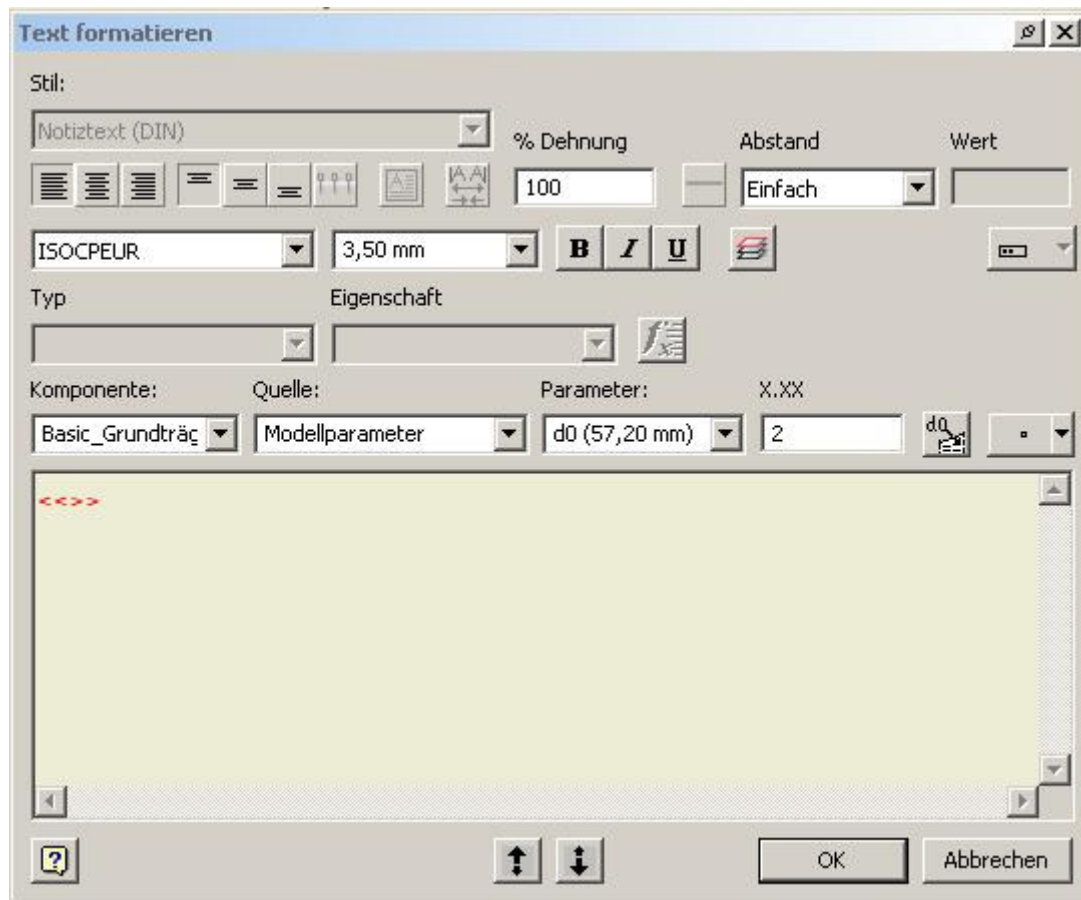 Text formatieren
Stil:
Notiztext (DIN)
% Dehnung Abstand Wert
100 Einfach
ISOCPEUR 3,50 mm B I U
Typ Eigenschaft
Komponente: Quelle: Parameter: X.XX
Basic_Grundträg Modellparameter d0 (57,20 mm) 2
<<>>
OK Abbrechen